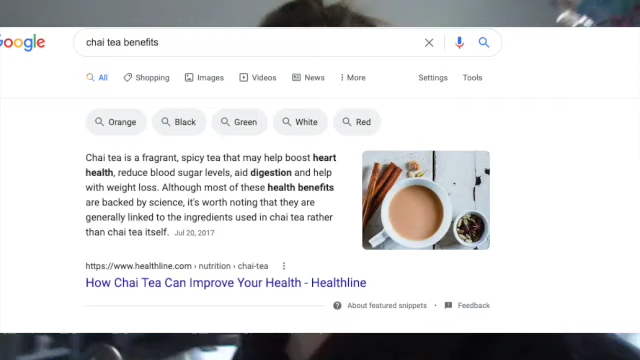 Google
chai tea benefits
All Shopping Images Videos News More Settings Tools
Orange Black Green White Red
Chai tea is a fragrant, spicy tea that may help boost heart
health, reduce blood sugar levels, aid digestion and help
with weight loss. Although most of these health benefits
are backed by science, it's worth noting that they are
generally linked to the ingredients used in chai tea rather
than chai tea itself. Jul 20, 2017
https://www.healthline.com › nutrition › chai-tea
How Chai Tea Can Improve Your Health - Healthline
About featured snippets • Feedback